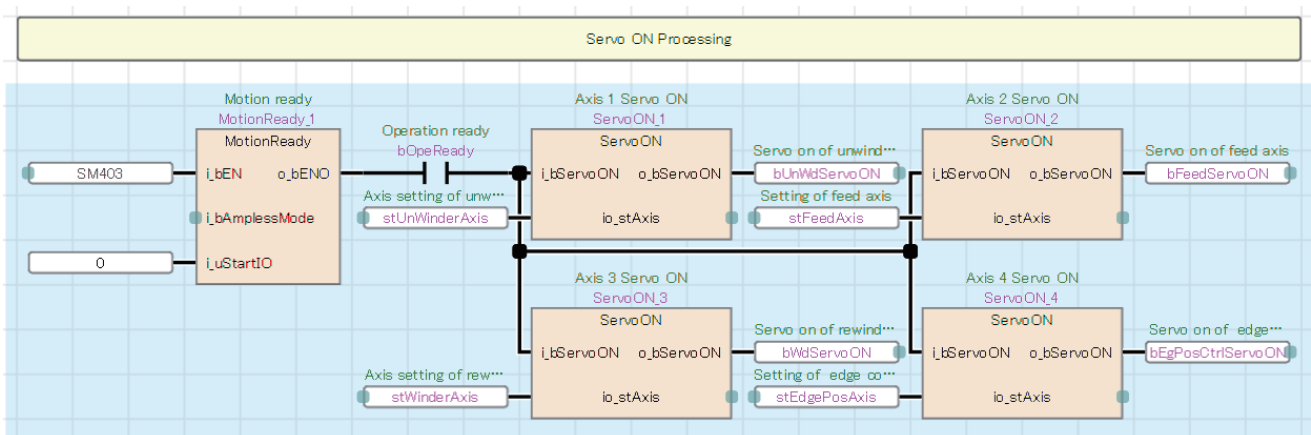 Servo ON Processing
Motion ready
MotionReady_1
MotionReady
SM403
i_bEN o_bENO
i_bAmplessMode
0
i_uStartIO
Operation ready
bOpeReady
Axis setting of unw…
stUnWinderAxis
Axis 1 Servo ON
ServoON_1
ServoON
i_bServoON o_bServoON
io_stAxis
Servo on of unwind…
bUnWdServoON
Setting of feed axis
stFeedAxis
Axis 2 Servo ON
ServoON_2
ServoON
i_bServoON o_bServoON
io_stAxis
Servo on of feed axis
bFeedServoON
Axis 3 Servo ON
ServoON_3
ServoON
i_bServoON o_bServoON
io_stAxis
Axis setting of rew…
stWinderAxis
Servo on of rewind…
bWdServoON
Setting of edge co…
stEdgePosAxis
Axis 4 Servo ON
ServoON_4
ServoON
i_bServoON o_bServoON
io_stAxis
Servo on of edge…
bEgPosCtrlServoON